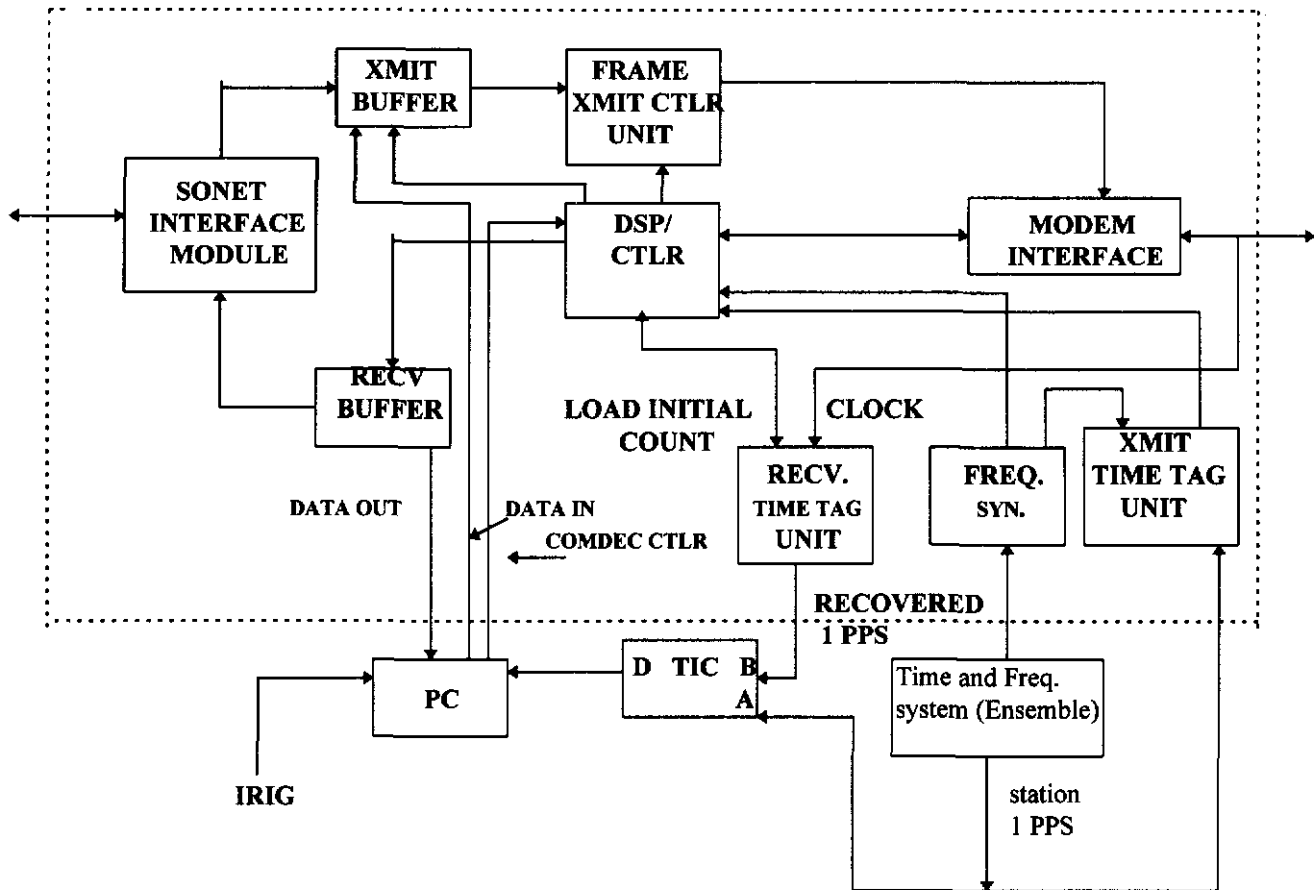 XMIT
BUFFER
FRAME
XMIT CTLR
UNIT
SONET
INTERFACE
MODULE
DSP/
CTLR
MODEM
INTERFACE
RECV
BUFFER
LOAD INITIAL
COUNT
CLOCK
RECV.
TIME TAG
UNIT
FREQ.
SYN.
XMIT
TIME TAG
UNIT
DATA OUT
DATA IN
COMDEC CTLR
RECOVERED
1 PPS
PC
D TIC B
A
Time and Freq.
system (Ensemble)
IRIG
station
1 PPS